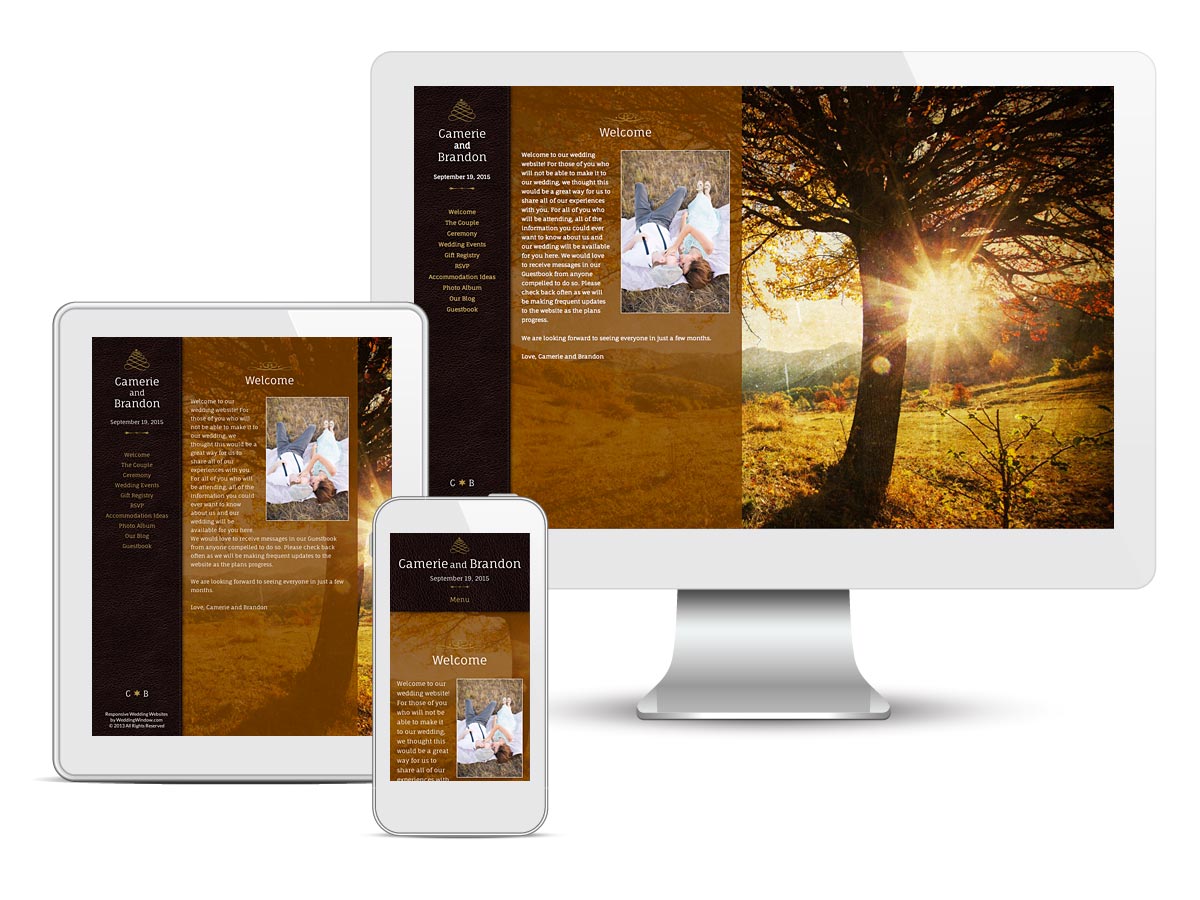 Camerie
and
Brandon
September 19, 2015
Welcome
The Couple
Ceremony
Wedding Events
Gift Registry
RSVP
Accommodation Ideas
Photo Album
Our Blog
Guestbook
C B
Welcome
Welcome to our wedding
website! For those of you who
will not be able to make it to
our wedding, we thought this
would be a great way for us to
share all of our experiences
with you. For all of you who
will be attending, all of the
information you could ever
want to know about us and
our wedding will be available
for you here. We would love
to receive messages in our
Guestbook from anyone
compelled to do so. Please
check back often as we will
be making frequent updates
to the website as the plans
progress.
We are looking forward to seeing everyone in just a few months.
Love, Camerie and Brandon
Camerie
and
Brandon
September 19, 2015
Welcome
The Couple
Ceremony
Wedding Events
Gift Registry
RSVP
Accommodation Ideas
Photo Album
Our Blog
Guestbook
C B
Responsive Wedding Websites
by WeddingWindow.com
© 2013 All Rights Reserved
Welcome
Welcome to our
wedding website! For
those of you who will
not be able to make it to
our wedding, we
thought this would be a
great way for us to
share all of our
experiences with you.
For all of you who will
be attending, all of the
information you could
ever want to know
about us and our
wedding will be
available for you here.
We would love to receive messages in our Guestbook
from anyone compelled to do so. Please check back
often as we will be making frequent updates to the
website as the plans progress.
We are looking forward to seeing everyone in just a few
months.
Love, Camerie and Brandon
Camerie and Brandon
September 19, 2015
Menu
Welcome
Welcome to our
wedding website!
For those of you
who will not be
able to make it
to our wedding,
we thought this
would be a great
way for us to
share all of our
experiences with